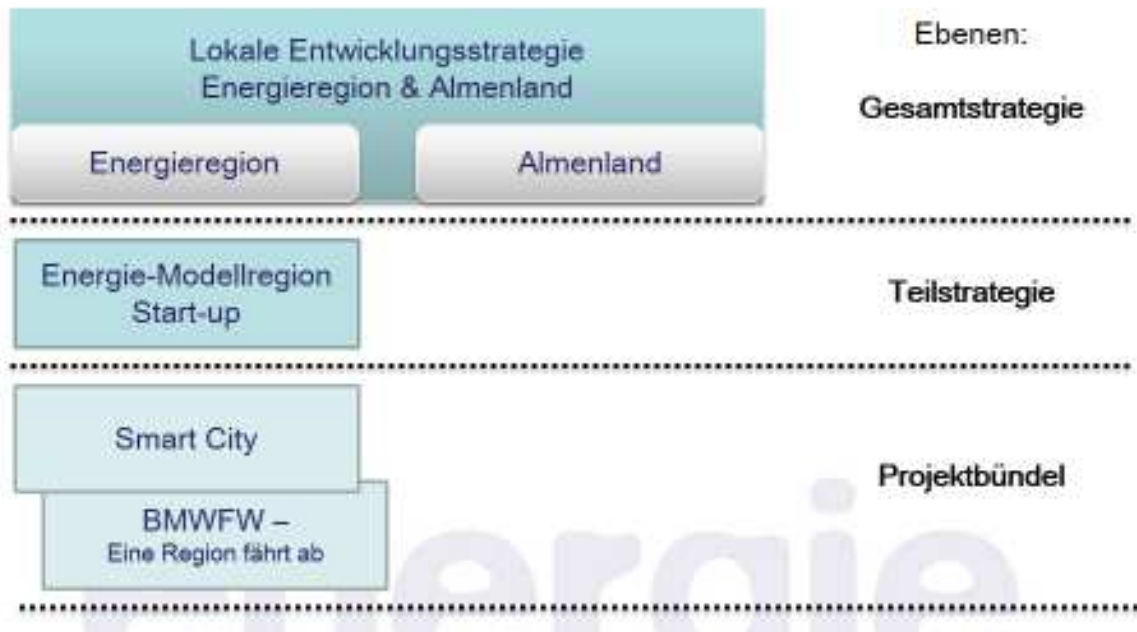 Lokale Entwicklungsstrategie
Energieregion & Almenland
Energieregion
Almenland
Ebenen:
Gesamtstrategie
Energie-Modellregion
Start-up
Teilstrategie
Smart City
BMWFW –
Eine Region fährt ab
Projektbündel
Energie